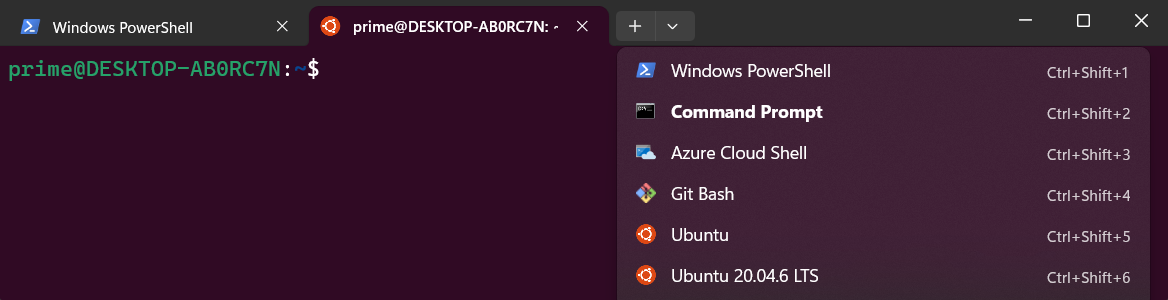 Windows PowerShell
prime@DESKTOP-AB0RC7N: ~
prime@DESKTOP-AB0RC7N:~$
Windows PowerShell Ctrl+Shift+1
Command Prompt Ctrl+Shift+2
Azure Cloud Shell Ctrl+Shift+3
Git Bash Ctrl+Shift+4
Ubuntu Ctrl+Shift+5
Ubuntu 20.04.6 LTS Ctrl+Shift+6